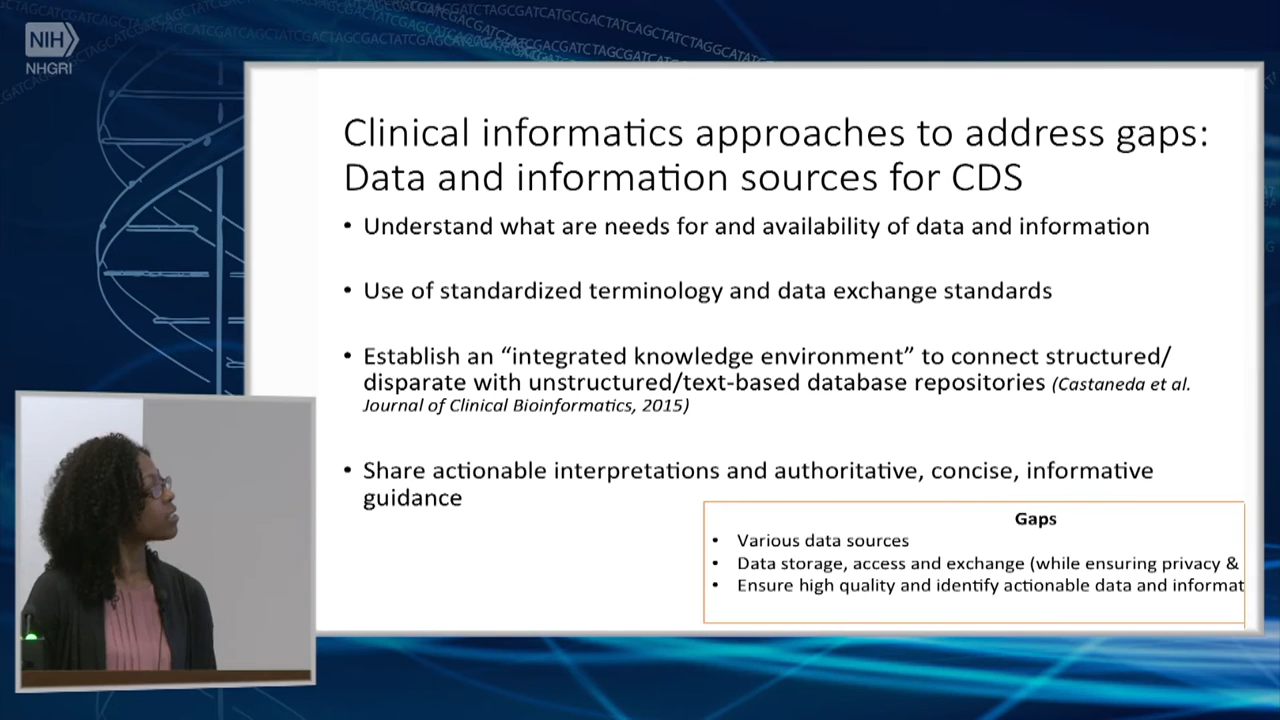 NIH
NHGRI
Clinical informatics approaches to address gaps:
Data and information sources for CDS
• Understand what are needs for and availability of data and information
• Use of standardized terminology and data exchange standards
• Establish an “integrated knowledge environment” to connect structured/
disparate with unstructured/text-based database repositories (Castaneda et al.
Journal of Clinical Bioinformatics, 2015)
• Share actionable interpretations and authoritative, concise, informative
guidance
Gaps
• Various data sources
• Data storage, access and exchange (while ensuring privacy &
• Ensure high quality and identify actionable data and informat